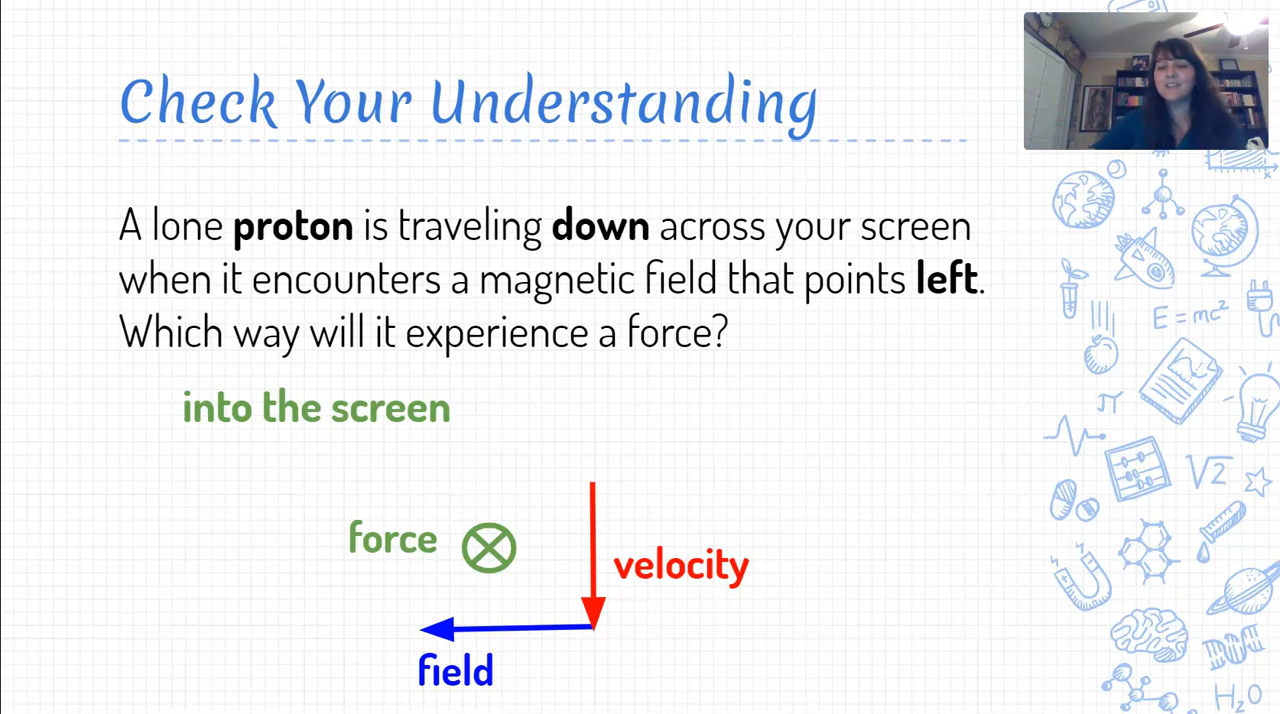 Check Your Understanding
A lone proton is traveling down across your screen
when it encounters a magnetic field that points left.
Which way will it experience a force?
into the screen
force
velocity
field
E = mc²
π
√2
H₂O